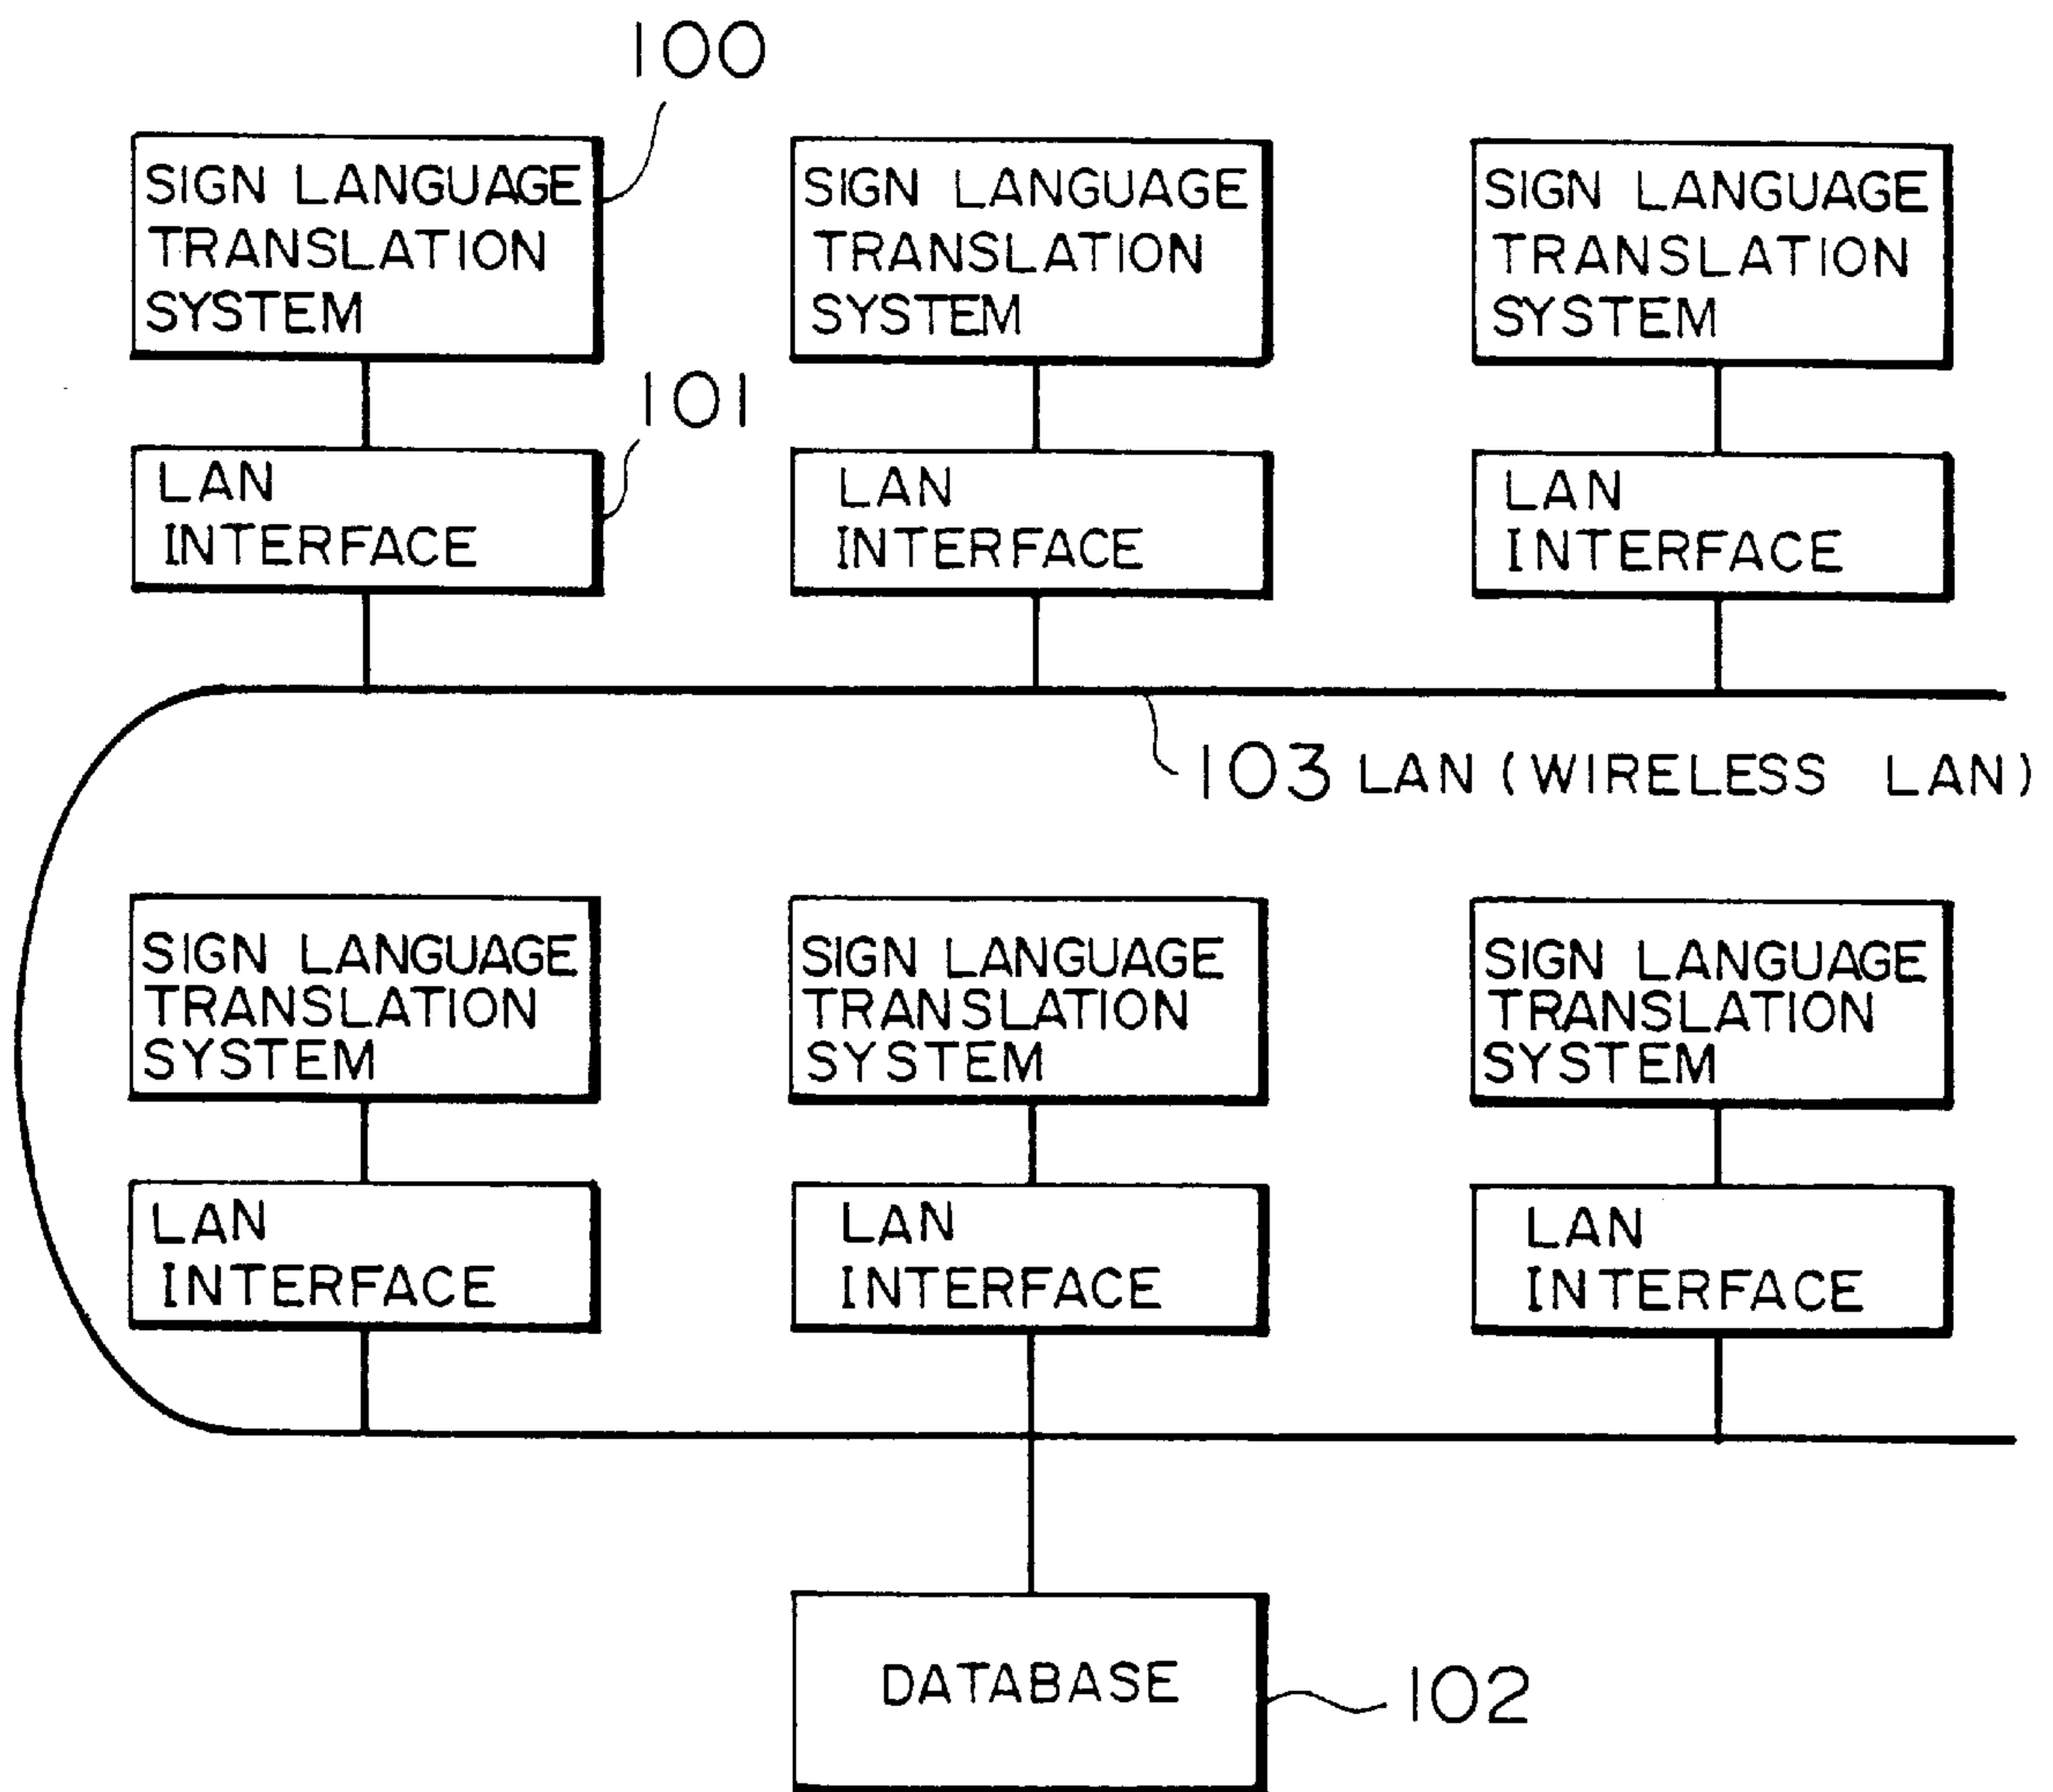 100
SIGN LANGUAGE
TRANSLATION
SYSTEM
SIGN LANGUAGE
TRANSLATION
SYSTEM
SIGN LANGUAGE
TRANSLATION
SYSTEM
101
LAN
INTERFACE
LAN
INTERFACE
LAN
INTERFACE
103 LAN (WIRELESS LAN)
SIGN LANGUAGE
TRANSLATION
SYSTEM
SIGN LANGUAGE
TRANSLATION
SYSTEM
SIGN LANGUAGE
TRANSLATION
SYSTEM
LAN
INTERFACE
LAN
INTERFACE
LAN
INTERFACE
DATABASE
102